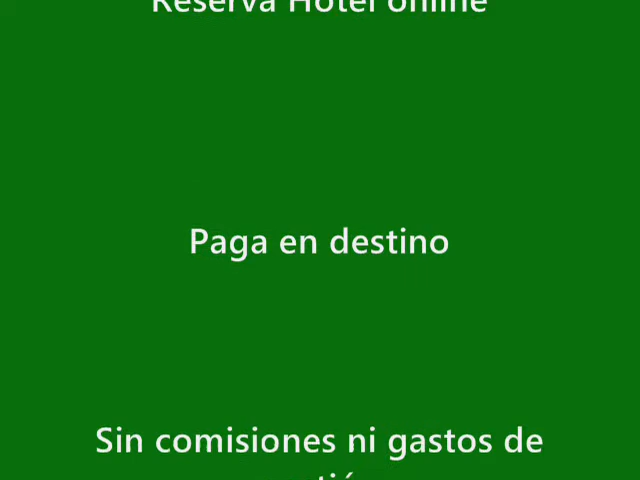 Reserva Hotel online
Paga en destino
Sin comisiones ni gastos de